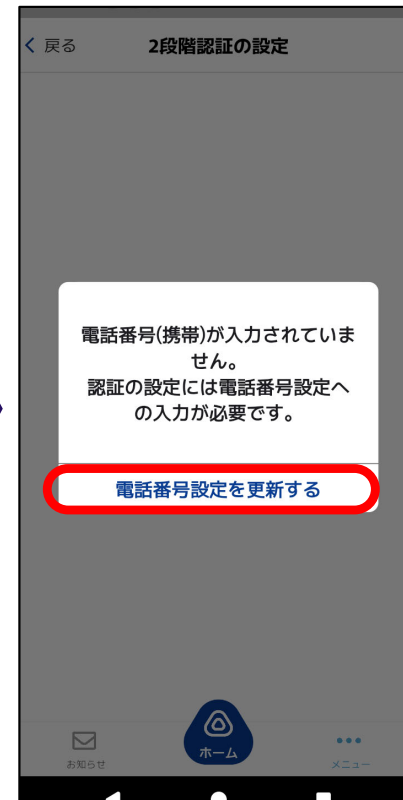 戻る 2段階認証の設定
電話番号(携帯)が入力されていま
せん。
認証の設定には電話番号設定へ
の入力が必要です。
電話番号設定を更新する
お知らせ ホーム メニュー